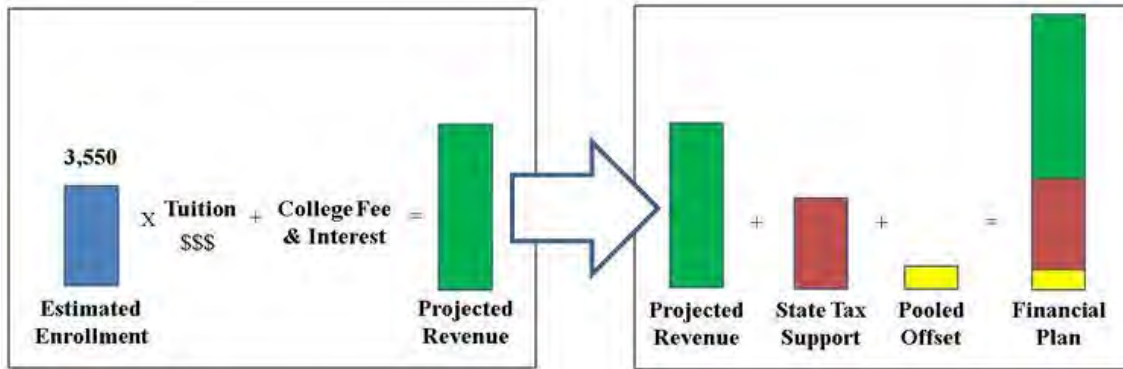 3,550
X Tuition + College Fee =
$$$ & Interest
Estimated
Enrollment
Projected
Revenue
+ + =
Projected
Revenue
State Tax
Support
Pooled
Offset
Financial
Plan